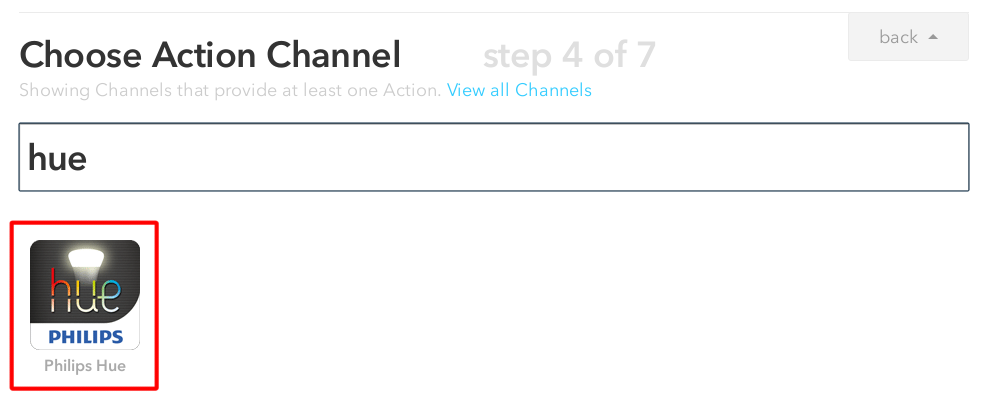 back
Choose Action Channel step 4 of 7
Showing Channels that provide at least one Action. View all Channels
hue
hue
PHILIPS
Philips Hue